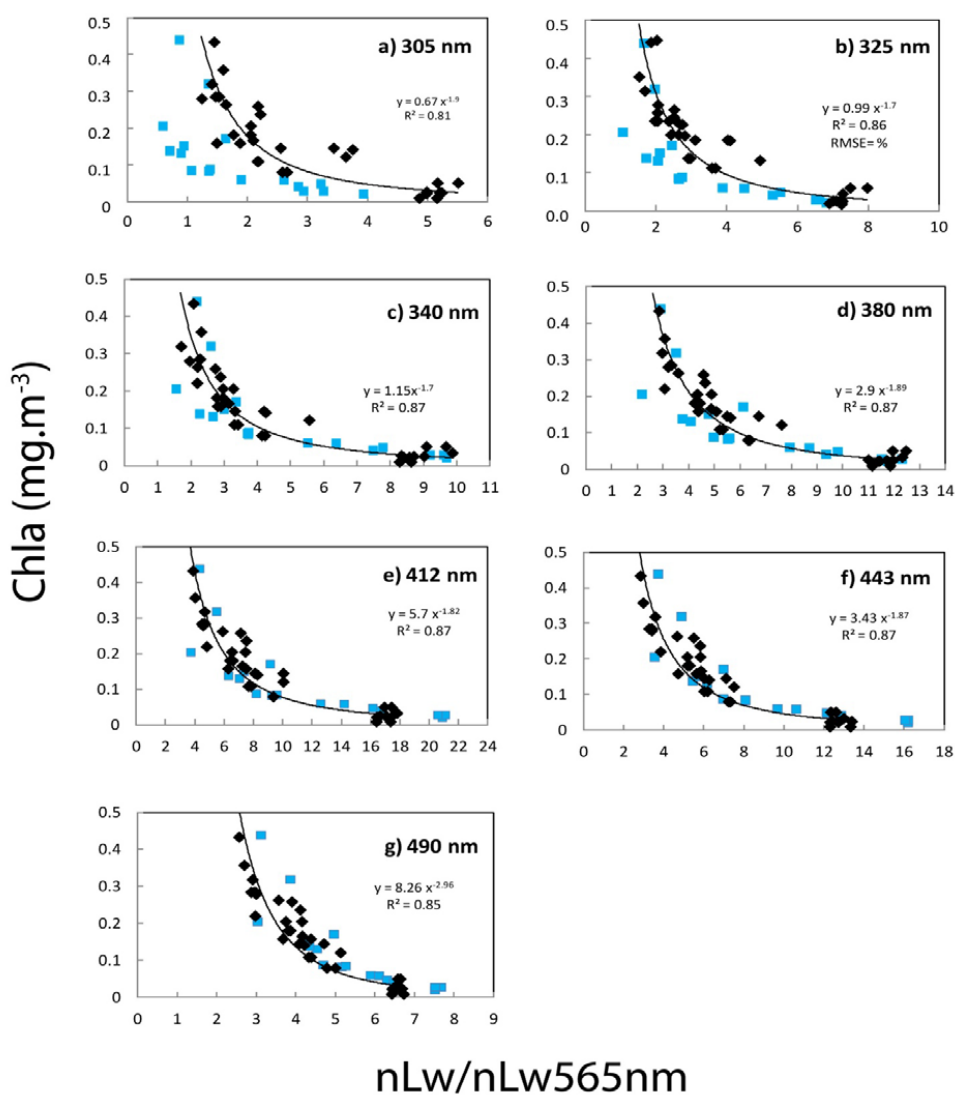 Chla (mg.m-3)
a) 305 nm
y = 0.67 x-1.9
R² = 0.81
0.5
0.4
0.3
0.2
0.1
0
0 1 2 3 4 5 6
b) 325 nm
y = 0.99 x-1.7
R² = 0.86
RMSE= %
0.5
0.4
0.3
0.2
0.1
0.0
0 2 4 6 8 10
c) 340 nm
y = 1.15x-1.7
R² = 0.87
0.5
0.4
0.3
0.2
0.1
0
0 1 2 3 4 5 6 7 8 9 10 11
d) 380 nm
y = 2.9 x-1.89
R² = 0.87
0.5
0.4
0.3
0.2
0.1
0
0 1 2 3 4 5 6 7 8 9 10 11 12 13 14
e) 412 nm
y = 5.7 x-1.82
R² = 0.87
0.5
0.4
0.3
0.2
0.1
0
0 2 4 6 8 10 12 14 16 18 20 22 24
f) 443 nm
y = 3.43 x-1.87
R² = 0.87
0.5
0.4
0.3
0.2
0.1
0
0 2 4 6 8 10 12 14 16 18
g) 490 nm
y = 8.26 x-2.96
R² = 0.85
0.5
0.4
0.3
0.2
0.1
0
0 1 2 3 4 5 6 7 8 9
nLw/nLw565nm